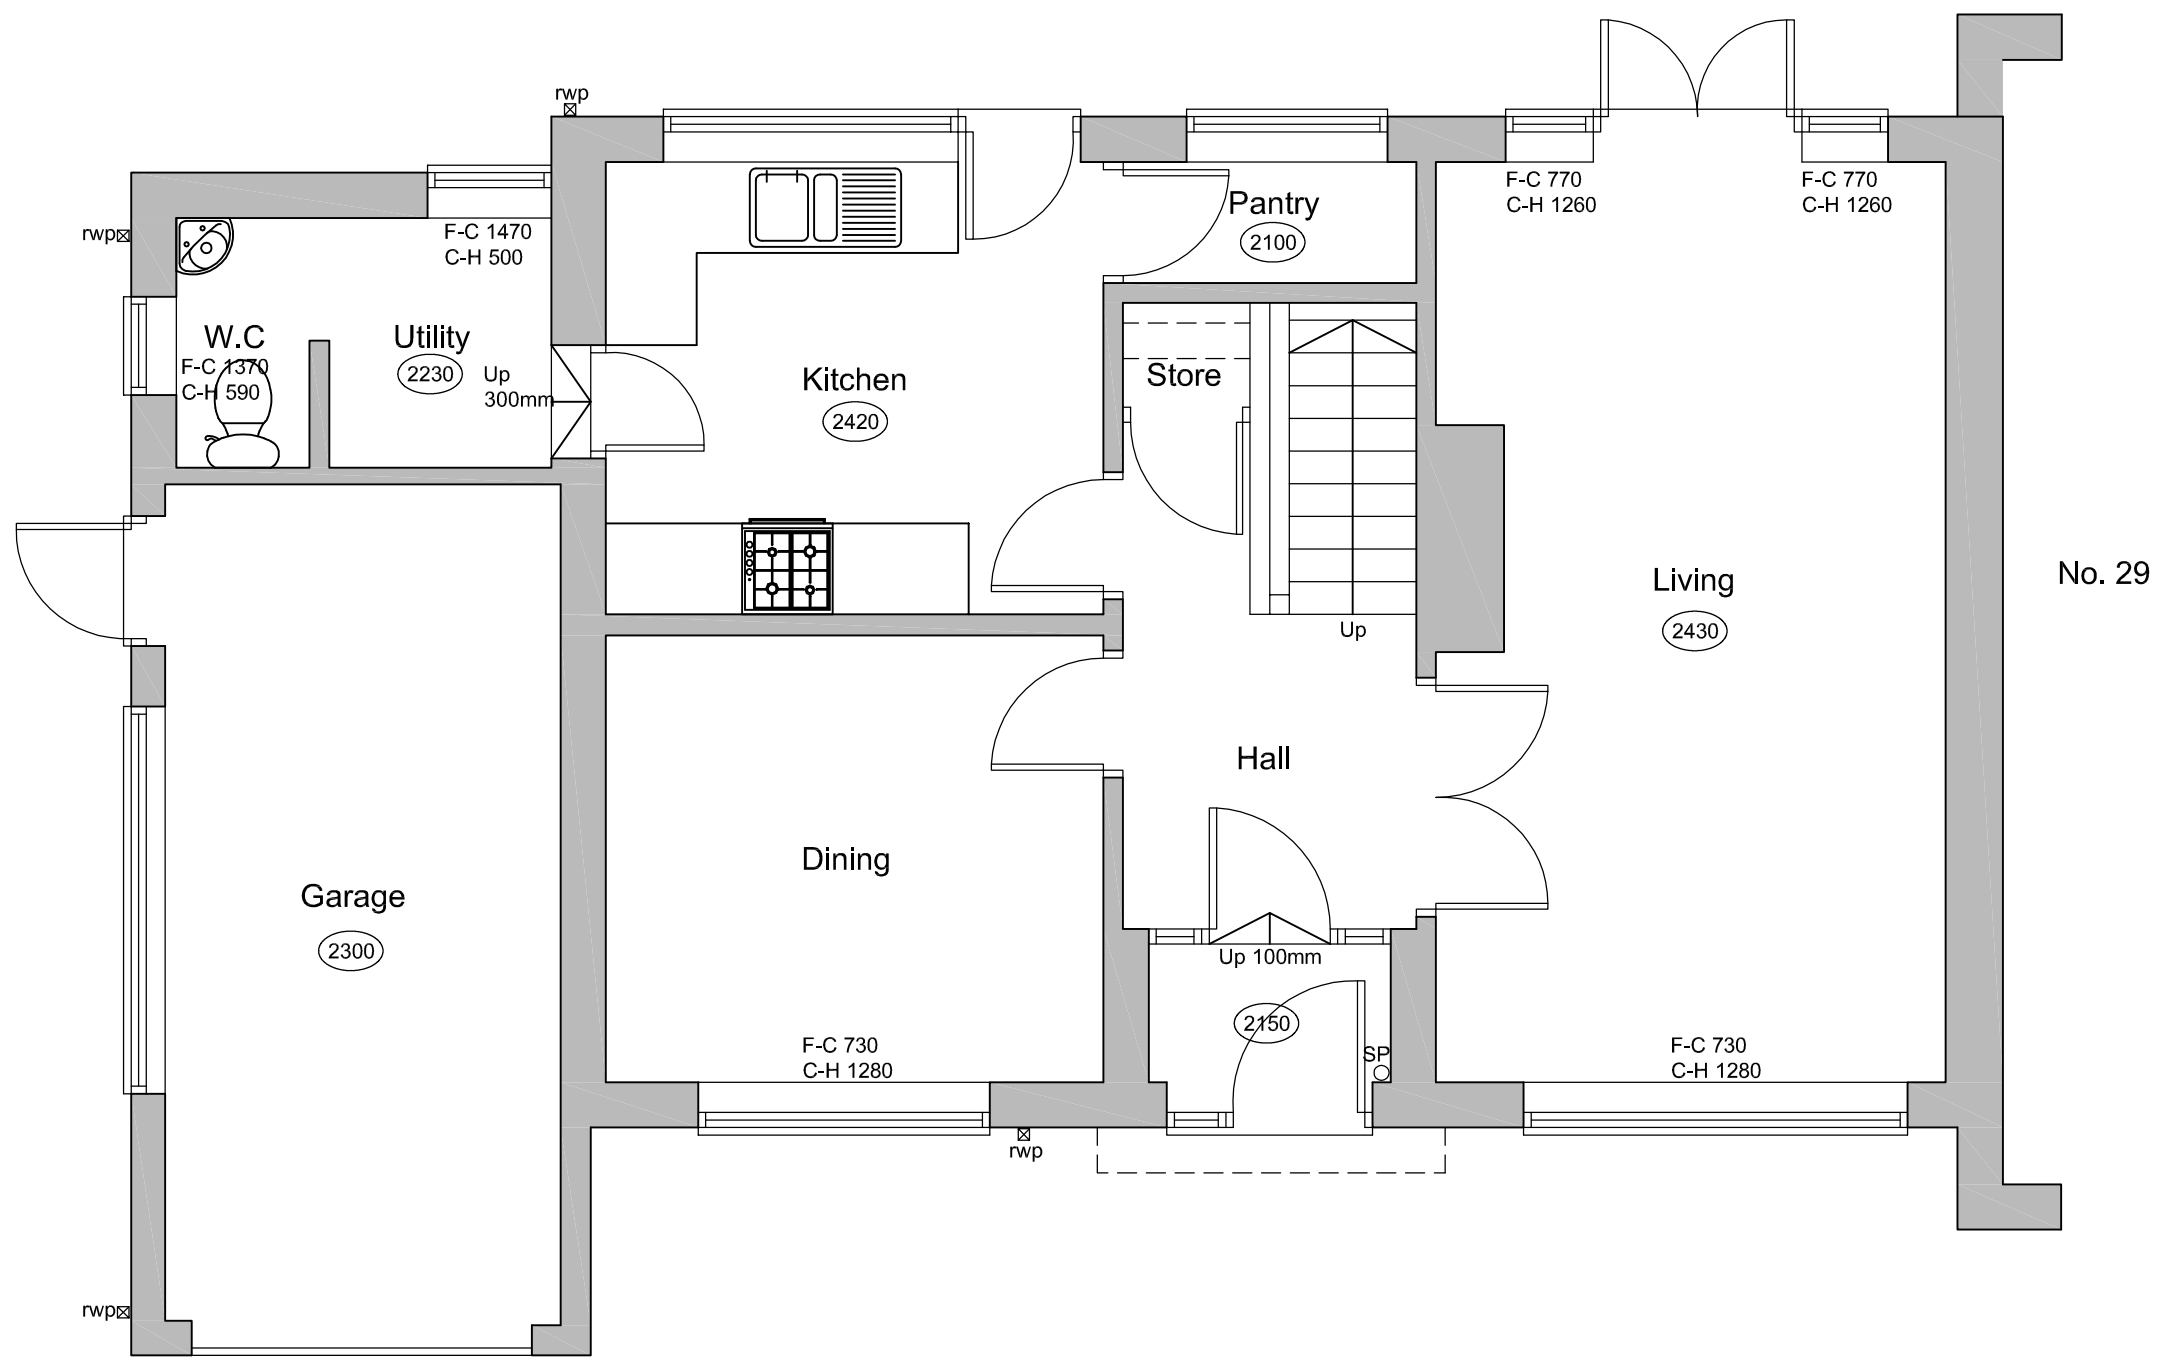 rwp
F-C 770
C-H 1260
F-C 770
C-H 1260
Pantry
2100
rwp
F-C 1470
C-H 500
W.C
F-C 1370
C-H 590
Utility
2230
Up
300mm
Kitchen
2420
Store
Up
Living
2430
No. 29
Hall
Dining
Garage
2300
Up 100mm
2150
SP
F-C 730
C-H 1280
F-C 730
C-H 1280
rwp
rwp